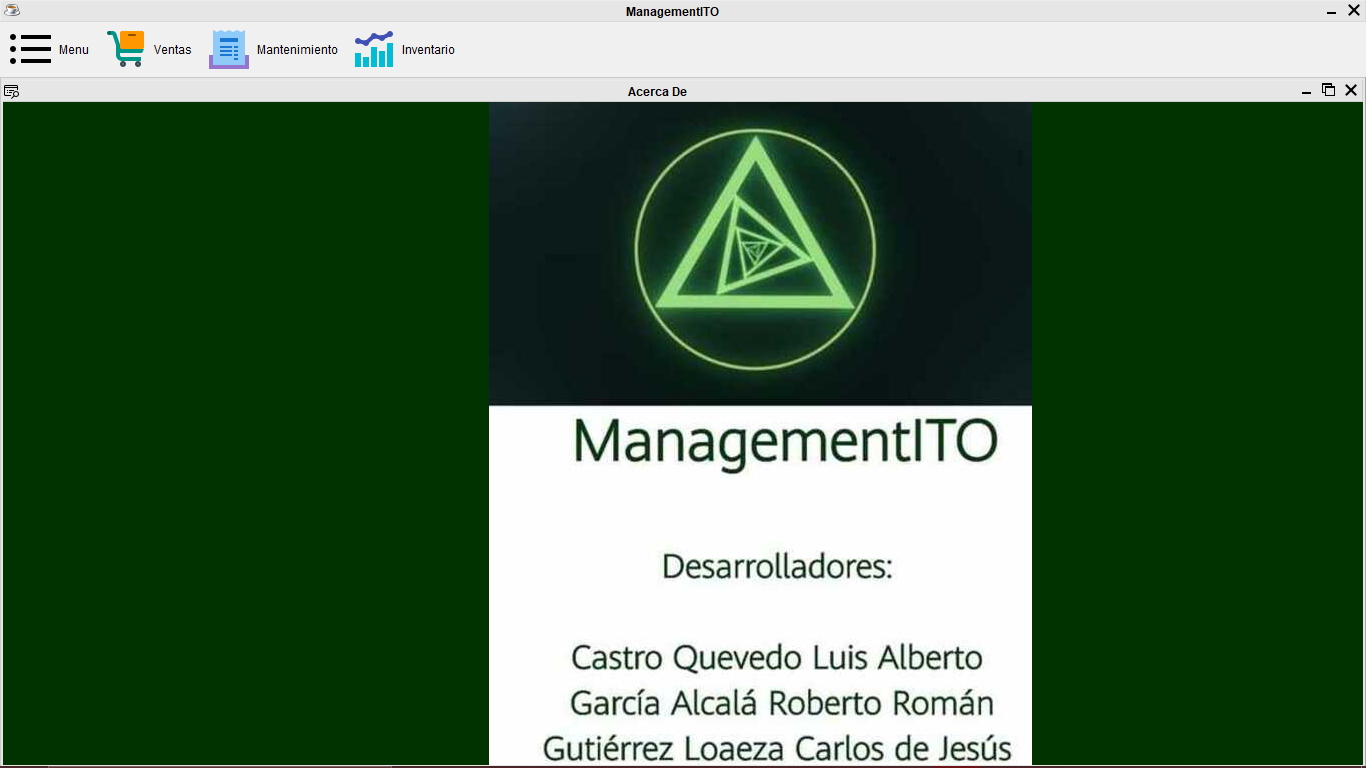 ManagementITO
Menu
Ventas
Mantenimiento
Inventario
Acerca De
ManagementITO
Desarrolladores:
Castro Quevedo Luis Alberto
García Alcalá Roberto Román
Gutiérrez Loaeza Carlos de Jesús